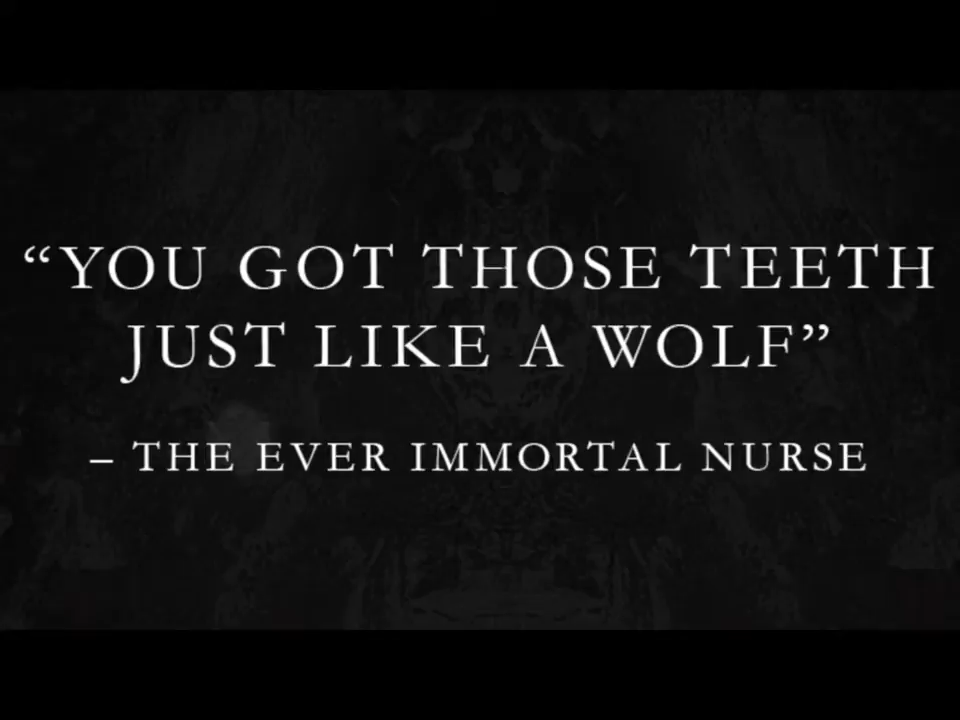 “YOU GOT THOSE TEETH
JUST LIKE A WOLF”
– THE EVER IMMORTAL NURSE